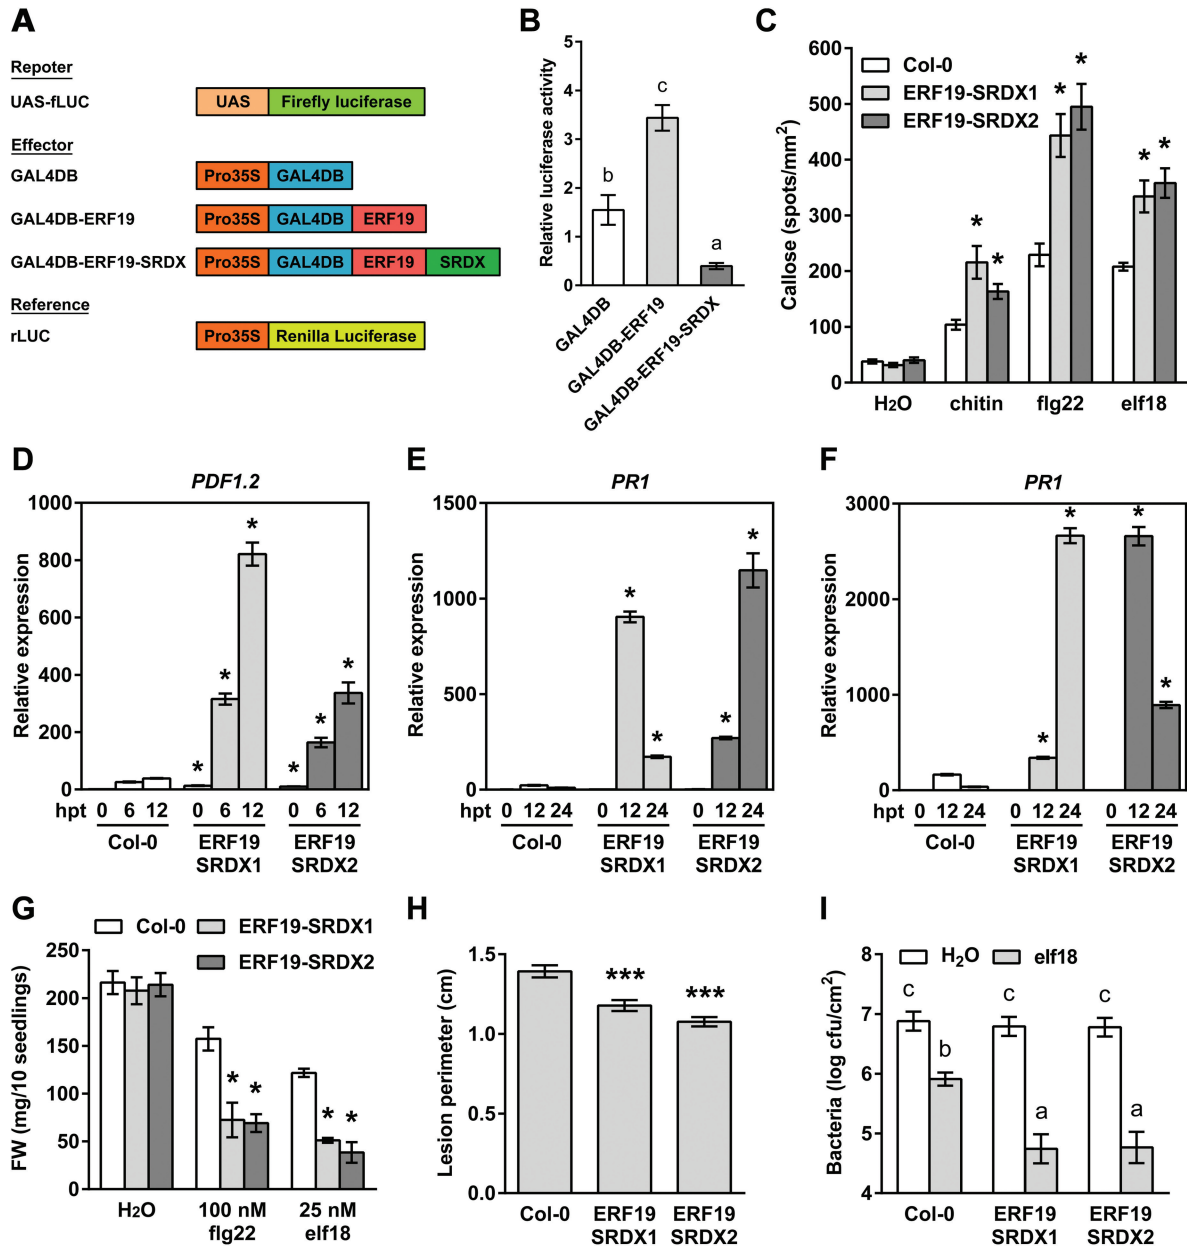 A
Repoter
UAS-fLUC
UAS Firefly luciferase
Effector
GAL4DB
Pro35S GAL4DB
GAL4DB-ERF19
Pro35S GAL4DB ERF19
GAL4DB-ERF19-SRDX
Pro35S GAL4DB ERF19 SRDX
Reference
rLUC
Pro35S Renilla Luciferase
B
Relative luciferase activity
5
4
3
2
1
0
b
c
a
GAL4DB
GAL4DB-ERF19
GAL4DB-ERF19-SRDX
C
Callose (spots/mm²)
600
500
400
300
200
100
0
Col-0
ERF19-SRDX1
ERF19-SRDX2
* *
* *
* *
H₂O chitin flg22 elf18
D
PDF1.2
Relative expression
1000
800
600
400
200
0
* * *
* * *
hpt 0 6 12 0 6 12 0 6 12
Col-0 ERF19 ERF19
SRDX1 SRDX2
E
PR1
Relative expression
1500
1000
500
0
* *
* *
hpt 0 12 24 0 12 24 0 12 24
Col-0 ERF19 ERF19
SRDX1 SRDX2
F
PR1
Relative expression
3000
2000
1000
0
* *
* *
hpt 0 12 24 0 12 24 0 12 24
Col-0 ERF19 ERF19
SRDX1 SRDX2
G
Col-0 ERF19-SRDX1
ERF19-SRDX2
FW (mg/10 seedlings)
250
200
150
100
50
0
* *
* *
H₂O 100 nM 25 nM
flg22 elf18
H
Lesion perimeter (cm)
1.5
1.0
0.5
0.0
*** ***
Col-0 ERF19 ERF19
SRDX1 SRDX2
I
H₂O elf18
Bacteria (log cfu/cm²)
8
7
6
5
4
c b c a c a
Col-0 ERF19 ERF19
SRDX1 SRDX2